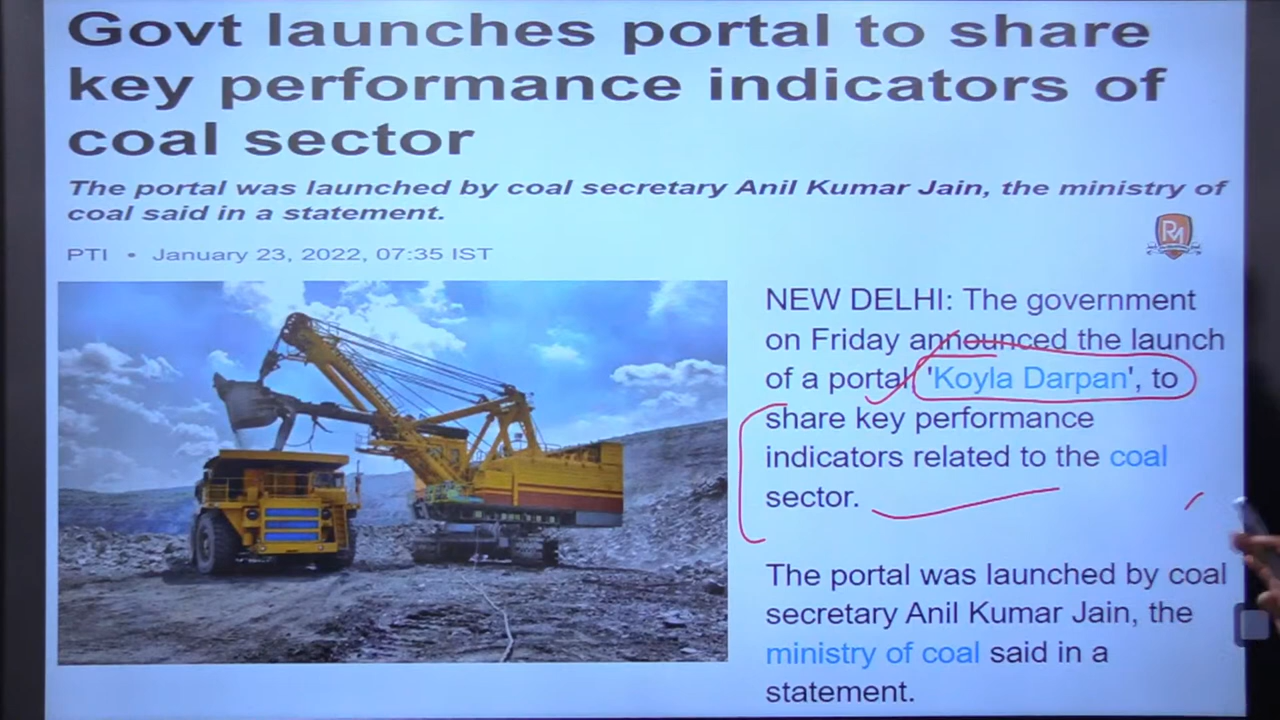 Govt launches portal to share
key performance indicators of
coal sector
The portal was launched by coal secretary Anil Kumar Jain, the ministry of
coal said in a statement.
PTI • January 23, 2022, 07:35 IST
RM
NEW DELHI: The government
on Friday announced the launch
of a portal 'Koyla Darpan', to
share key performance
indicators related to the coal
sector.
The portal was launched by coal
secretary Anil Kumar Jain, the
ministry of coal said in a
statement.